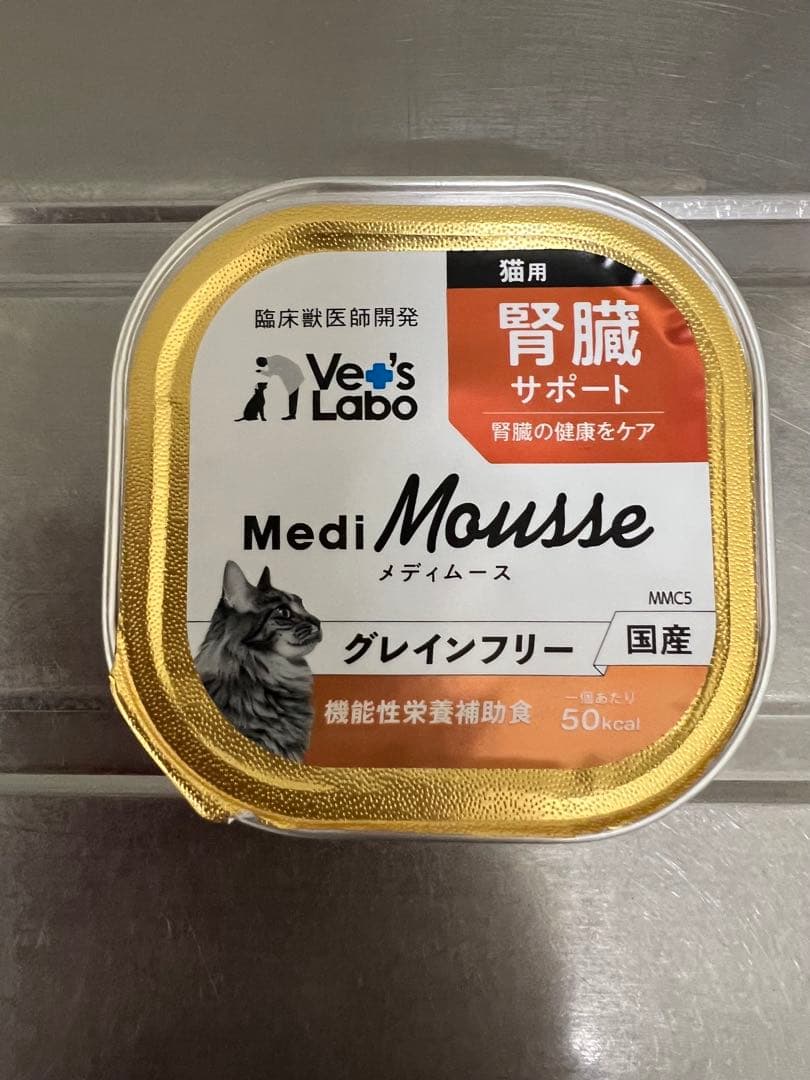 猫用
腎臓
サポート
腎臓の健康をケア
臨床獣医師開発
Vet's
Labo
Medi Mousse
メディムース
MMC5
グレインフリー
国産
機能性栄養補助食
一個あたり
50kcal